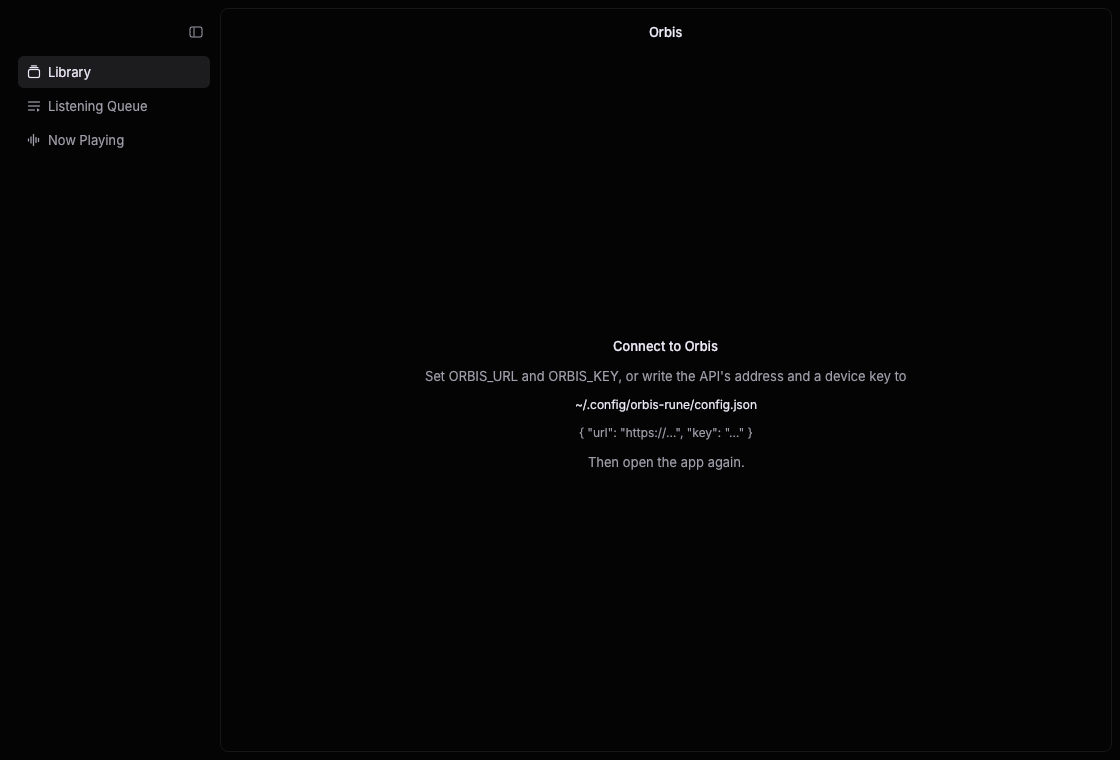 Orbis
Library
Listening Queue
Now Playing
Connect to Orbis
Set ORBIS_URL and ORBIS_KEY, or write the API's address and a device key to
~/.config/orbis-rune/config.json
{ "url": "https://…", "key": "…" }
Then open the app again.